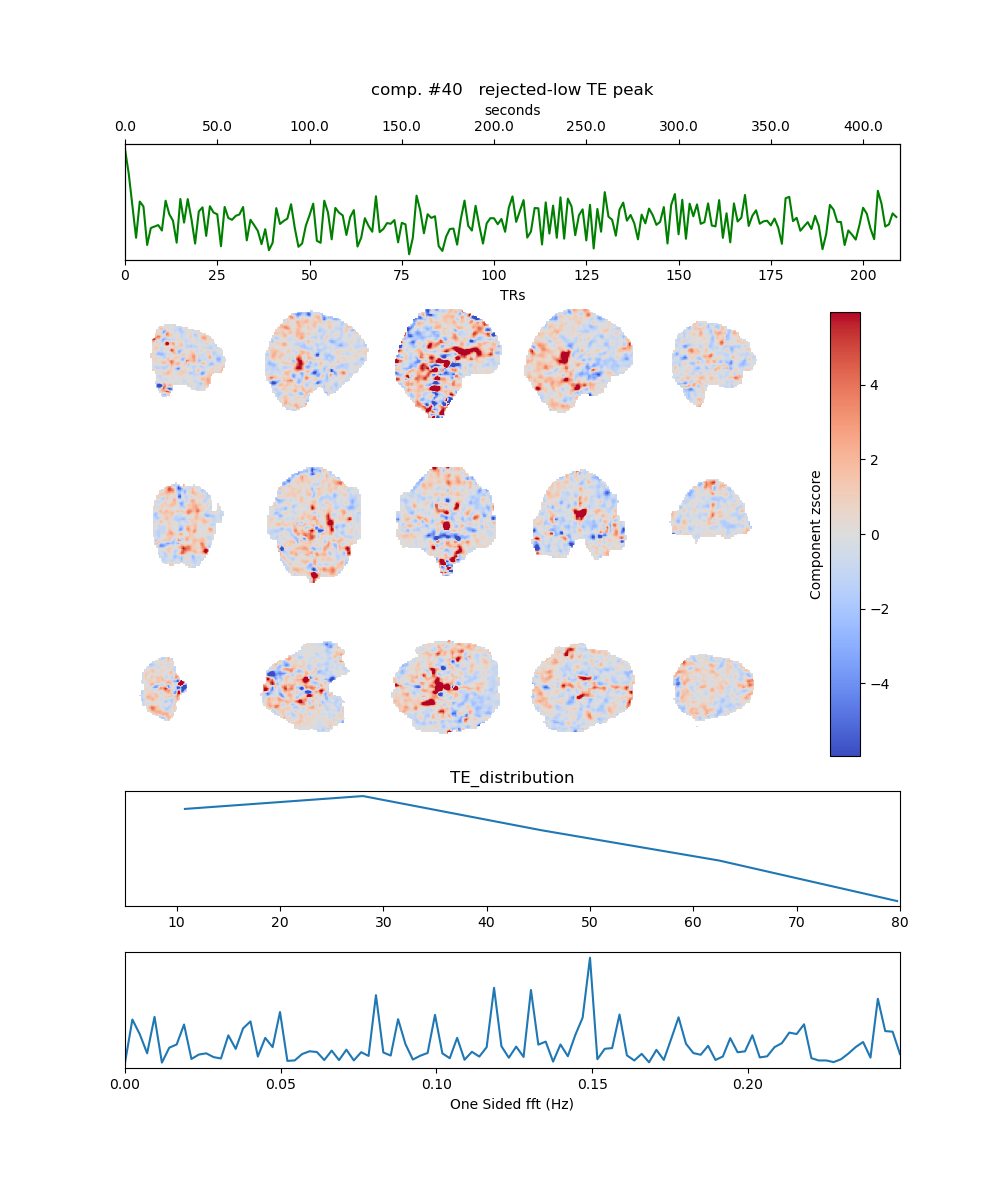 comp. #40   rejected-low TE peak
seconds
0.0 50.0 100.0 150.0 200.0 250.0 300.0 350.0 400.0
0 25 50 75 100 125 150 175 200
TRs
4
2
0
−2
−4
Component zscore
TE_distribution
10 20 30 40 50 60 70 80
0.00 0.05 0.10 0.15 0.20
One Sided fft (Hz)